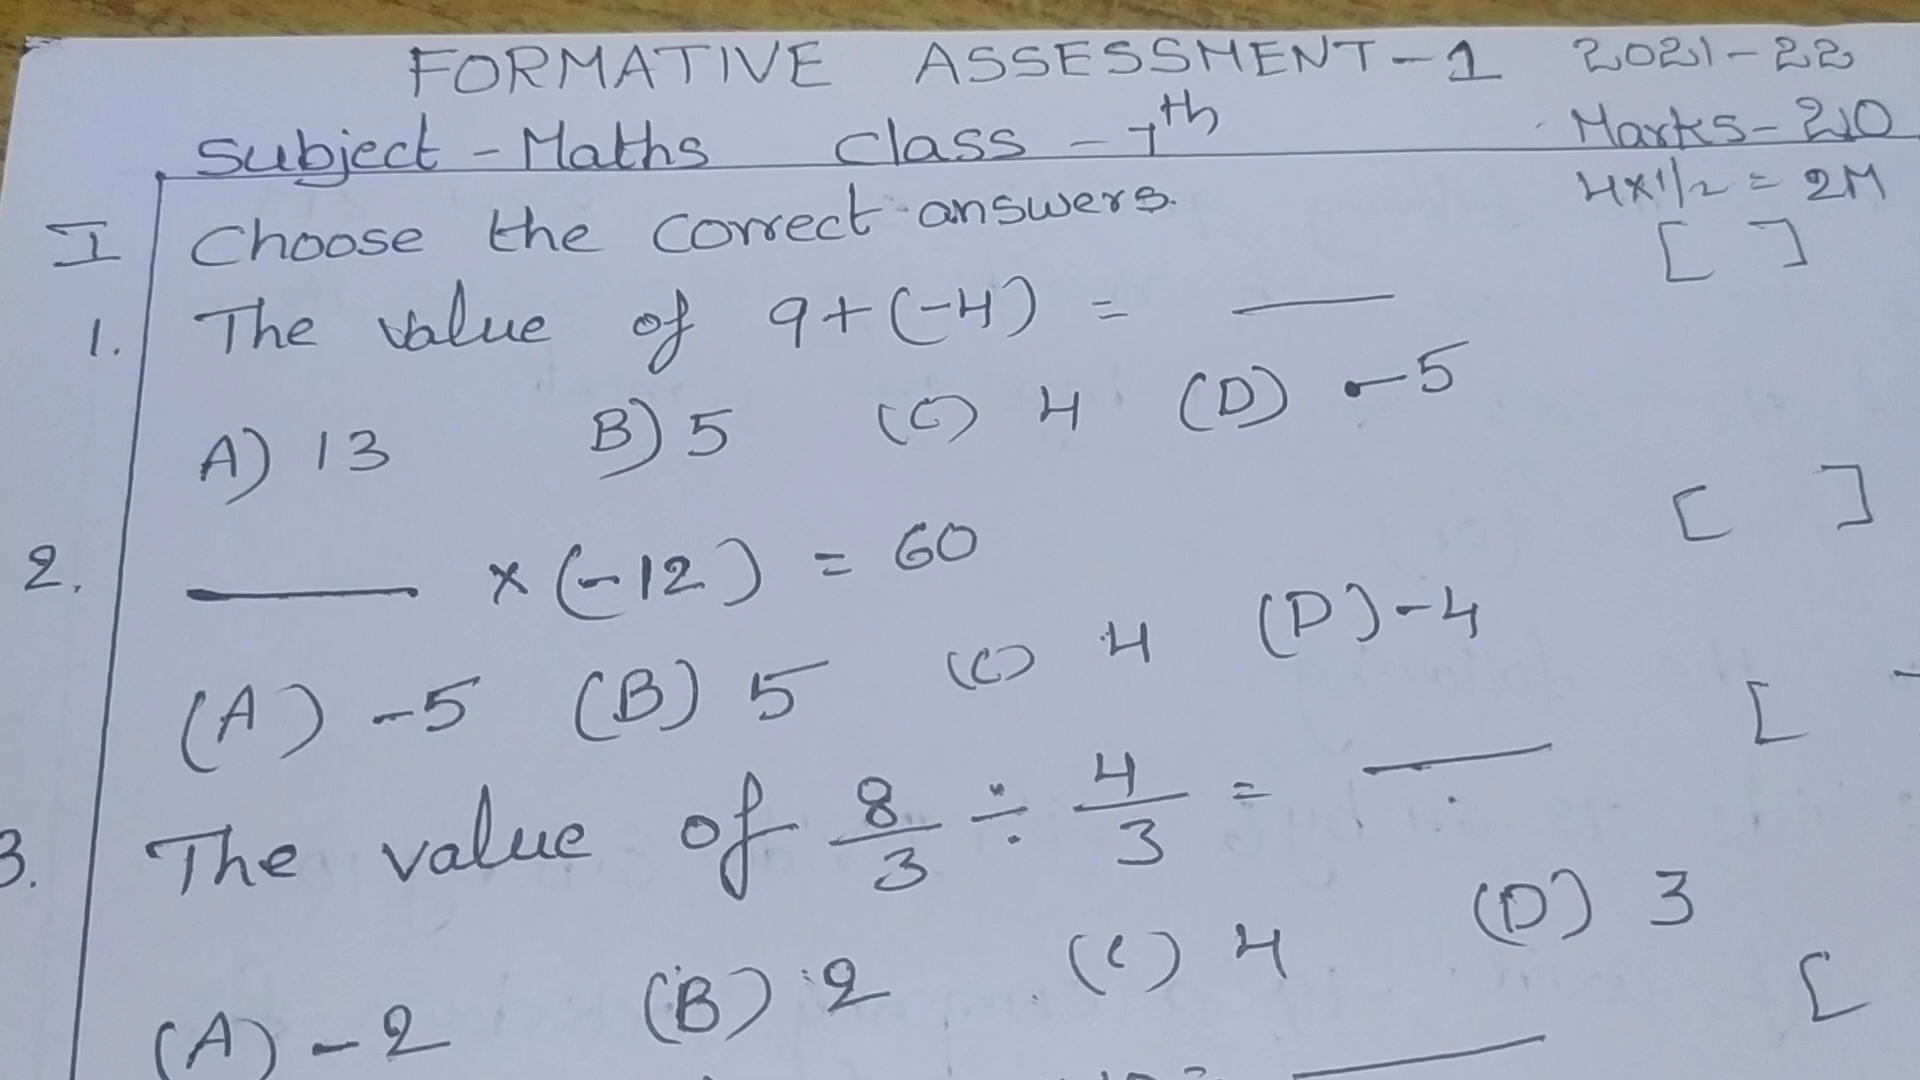 FORMATIVE ASSESSMENT-1 2021-22
Subject - Maths Class - 7th Marks-20
I Choose the correct answers. 4x1/2 = 2M
1. The value of 9+(-4) = ____ [ ]
A) 13 B) 5 (C) 4 (D) -5
2. ____ x (-12) = 60 [ ]
(A) -5 (B) 5 (C) 4 (D) -4
3. The value of 8/3 ÷ 4/3 = ____ [
(A) -2 (B) 2 (C) 4 (D) 3
[